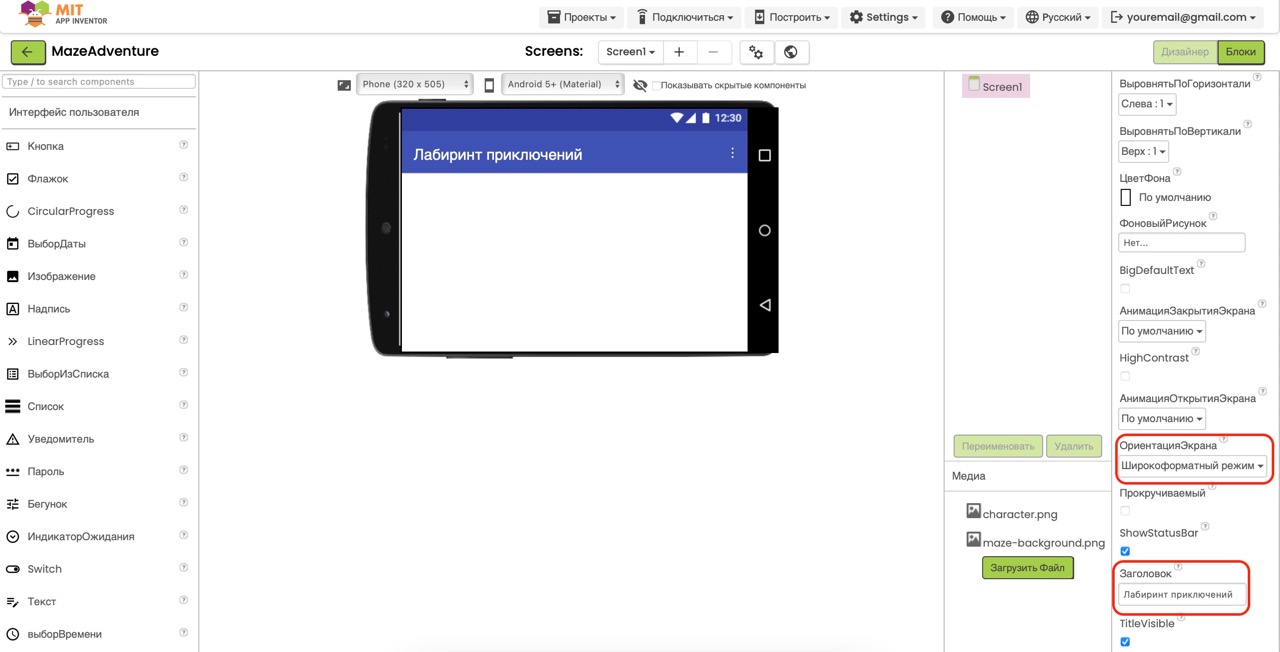 MIT
APP INVENTOR
Проекты
Подключиться
Построить
Settings
Помощь
Русский
youremail@gmail.com
MazeAdventure
Screens:
Screen1
Дизайнер
Блоки
Type / to search components
Интерфейс пользователя
Кнопка
Флажок
CircularProgress
ВыборДаты
Изображение
Надпись
LinearProgress
ВыборИзСписка
Список
Уведомитель
Пароль
Бегунок
ИндикаторОжидания
Switch
Текст
выборВремени
Phone (320 x 505)
Android 5+ (Material)
Показывать скрытые компоненты
12:30
Лабиринт приключений
Screen1
Переименовать
Удалить
Медиа
character.png
maze-background.png
Загрузить Файл
ВыровнятьПоГоризонтали
Слева : 1
ВыровнятьПоВертикали
Верх : 1
ЦветФона
По умолчанию
ФоновыйРисунок
Нет...
BigDefaultText
АнимацияЗакрытияЭкрана
По умолчанию
HighContrast
АнимацияОткрытияЭкрана
По умолчанию
ОриентацияЭкрана
Широкоформатный режим
Прокручиваемый
ShowStatusBar
Заголовок
Лабиринт приключений
TitleVisible